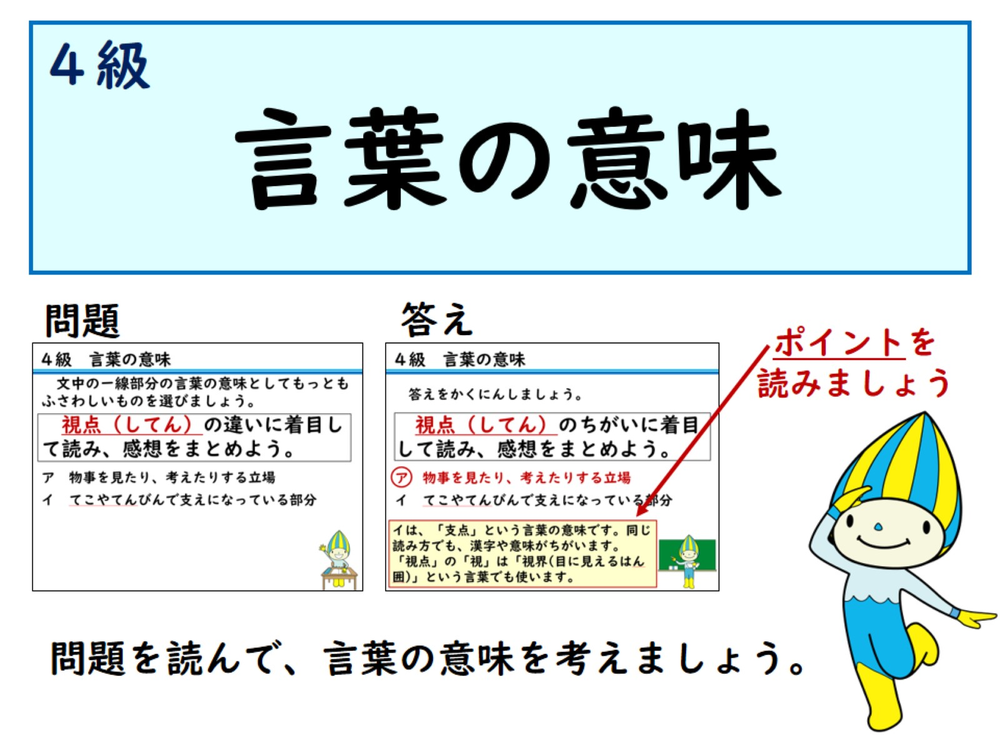 ４級
言葉の意味
問題
４級　言葉の意味
文中の一線部分の言葉の意味としてもっとも
ふさわしいものを選びましょう。
視点（してん）の違いに着目し
て読み、感想をまとめよう。
ア　物事を見たり、考えたりする立場
イ　てこやてんびんで支えになっている部分
答え
４級　言葉の意味
答えをかくにんしましょう。
視点（してん）のちがいに着目
して読み、感想をまとめよう。
ア　物事を見たり、考えたりする立場
イ　てこやてんびんで支えになっている部分
イは、「支点」という言葉の意味です。同じ
読み方でも、漢字や意味がちがいます。
「視点」の「視」は「視界(目に見えるはん
囲)」という言葉でも使います。
ポイントを
読みましょう
問題を読んで、言葉の意味を考えましょう。